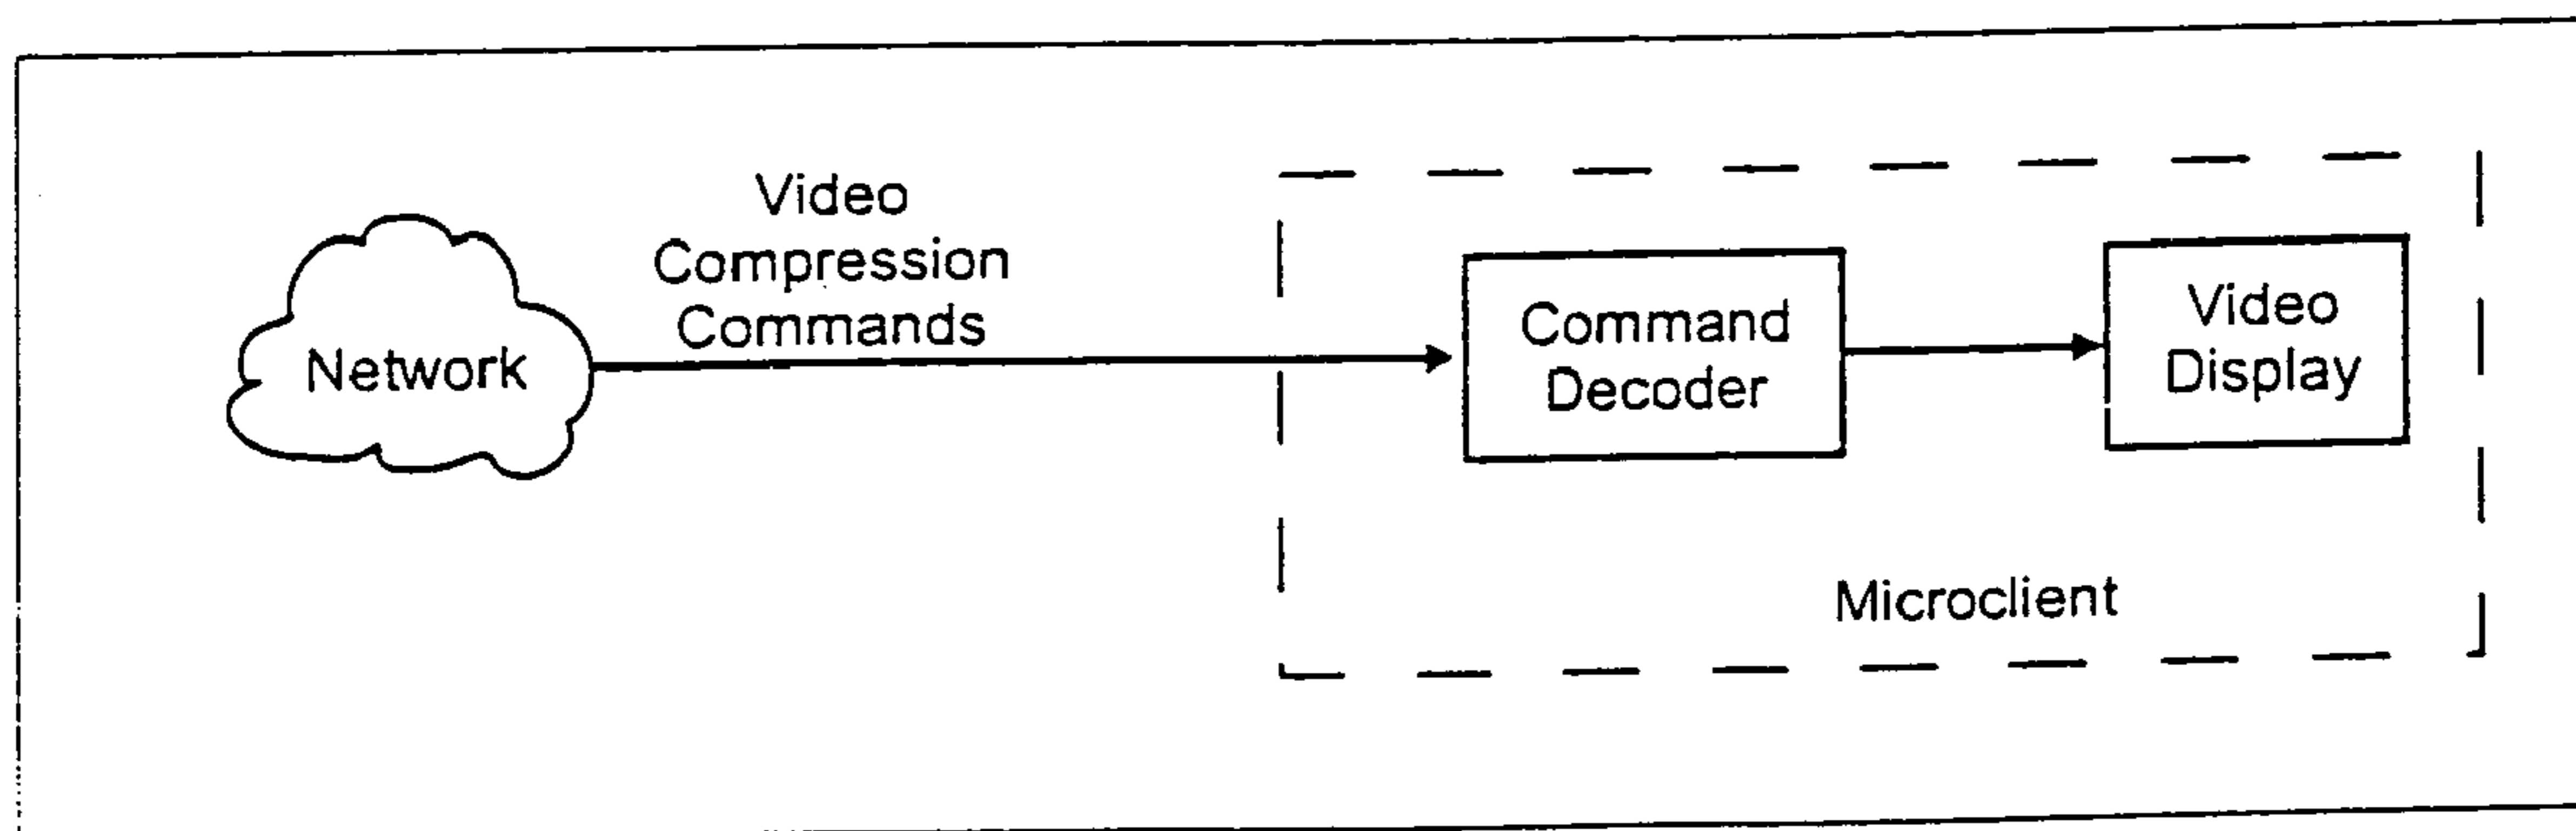 Network
Video
Compression
Commands
Command
Decoder
Video
Display
Microclient